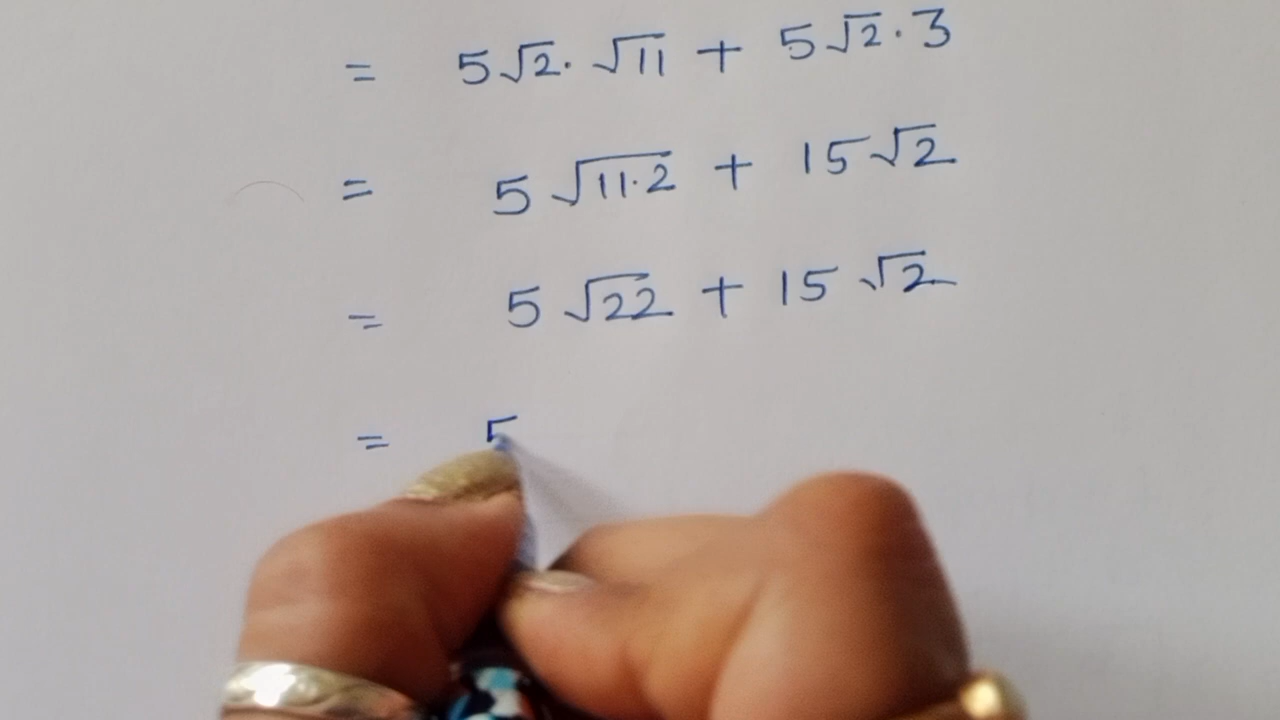 = 5√2 · √11 + 5√2 · 3
= 5 √11·2 + 15√2
= 5 √22 + 15 √2
= 5